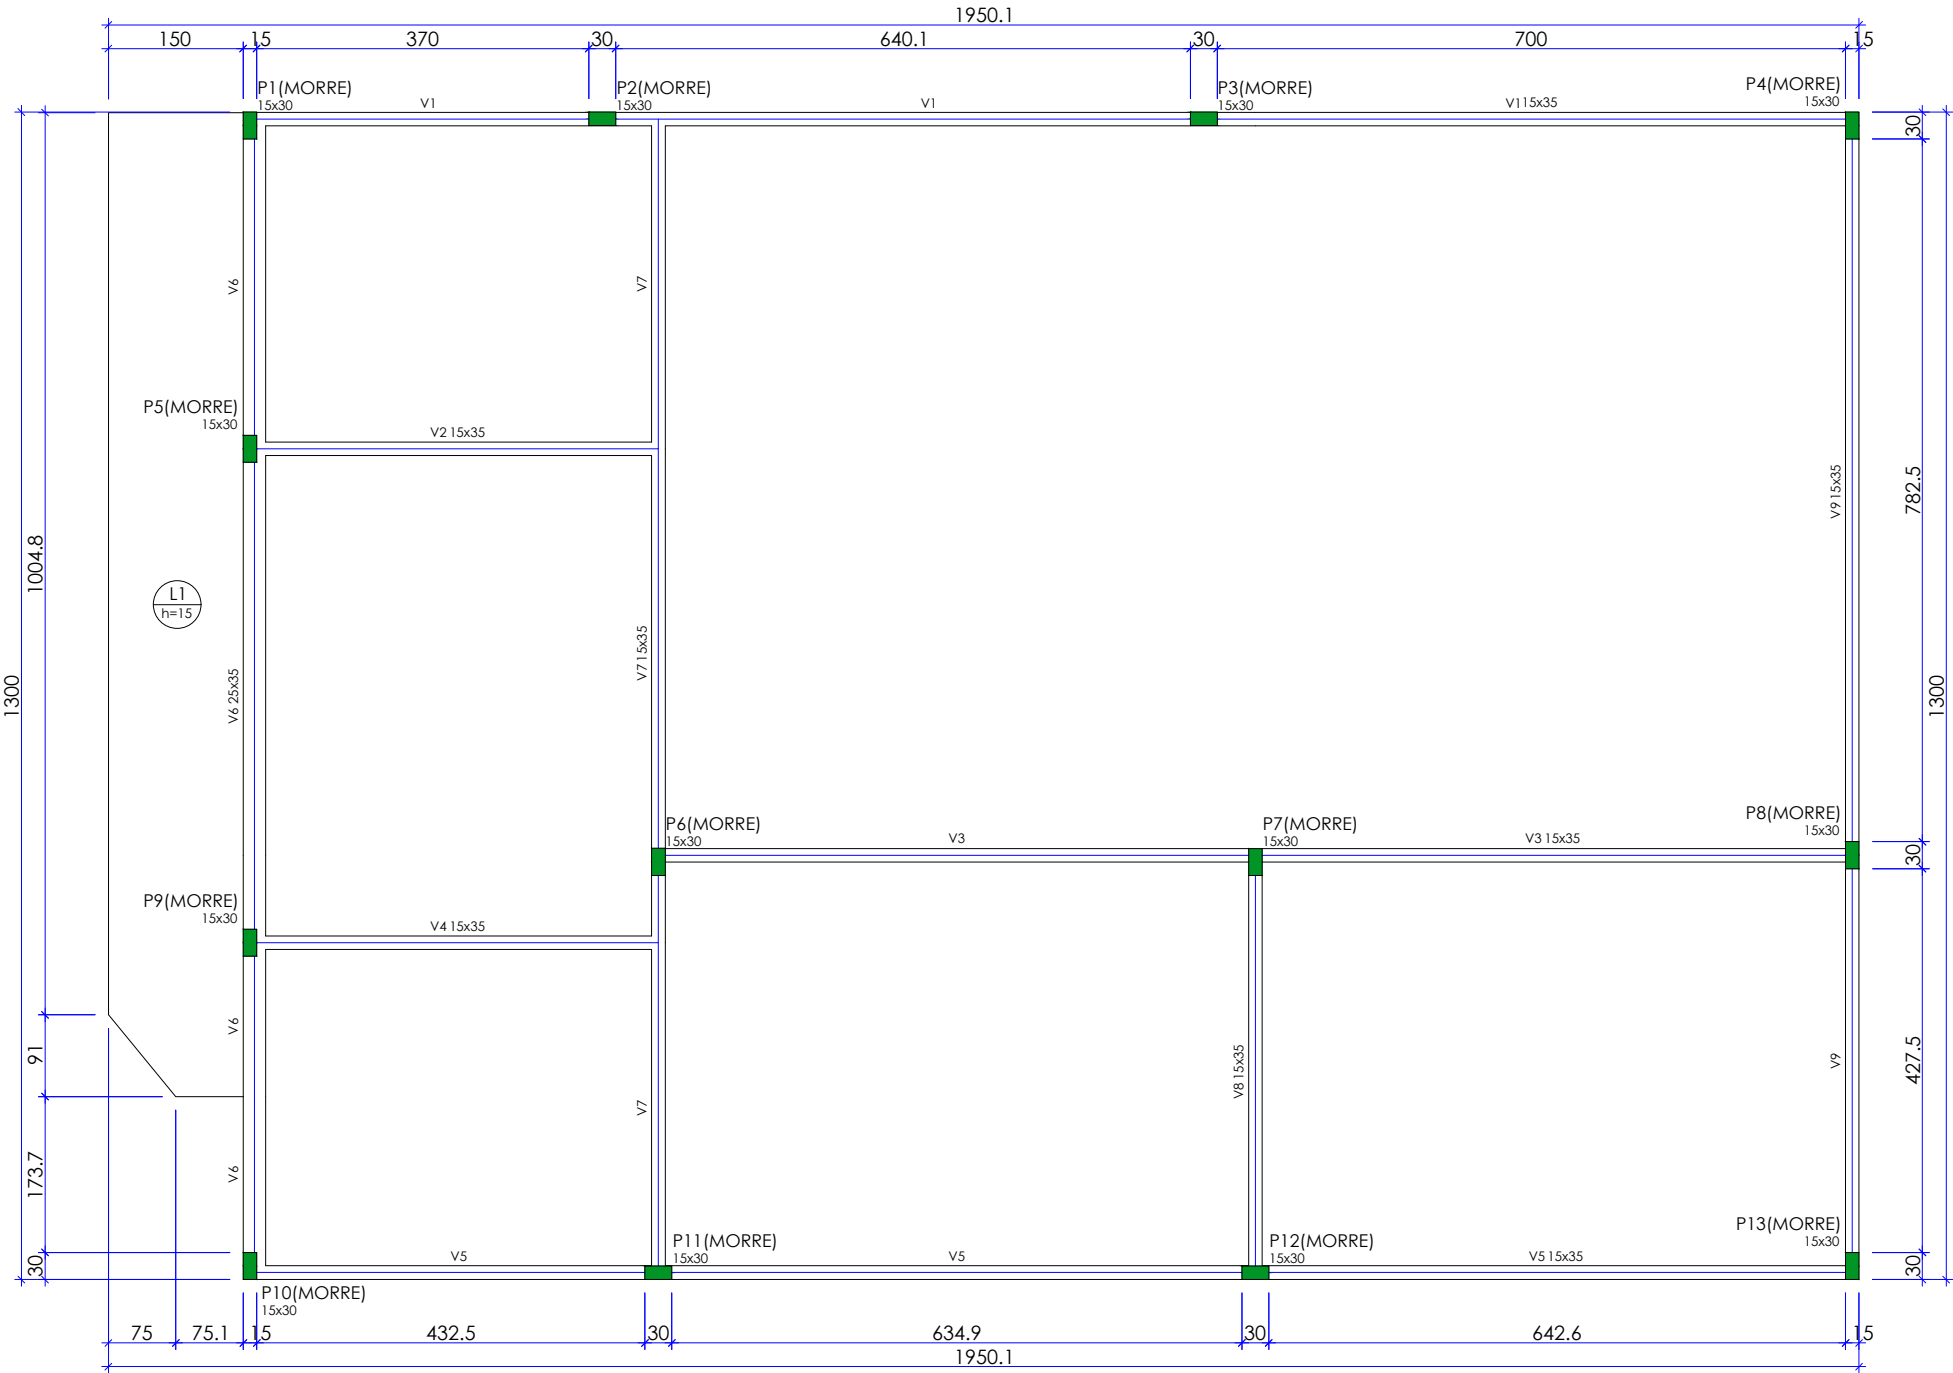 1950.1
150
15
370
30
640.1
30
700
15
P1(MORRE)
15x30
V1
P2(MORRE)
15x30
V1
P3(MORRE)
15x30
V1 15x35
P4(MORRE)
15x30
30
V6
V7
P5(MORRE)
15x30
V2 15x35
V9 15x35
782.5
1004.8
L1
h=15
V6 25x35
V7 15x35
1300
1300
P6(MORRE)
15x30
V3
P7(MORRE)
15x30
V3 15x35
P8(MORRE)
15x30
30
P9(MORRE)
15x30
V4 15x35
V6
91
V7
V8 15x35
V9
427.5
173.7
V6
V5
P11(MORRE)
15x30
V5
P12(MORRE)
15x30
V5 15x35
P13(MORRE)
15x30
30
30
P10(MORRE)
15x30
75
75.1
15
432.5
30
634.9
30
642.6
15
1950.1